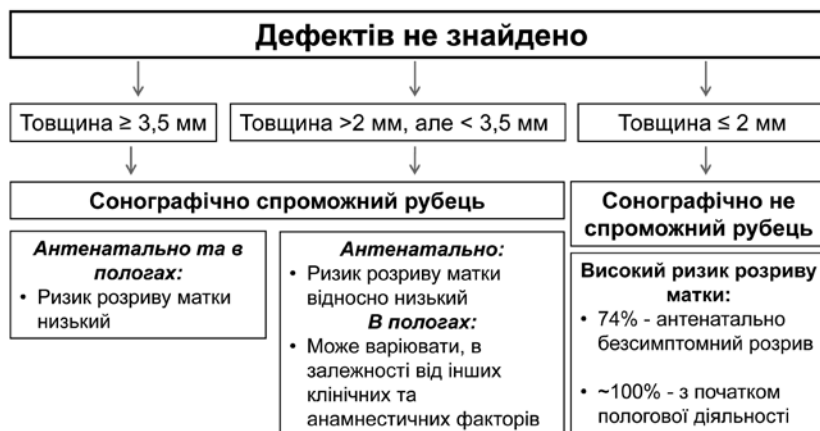 Дефектів не знайдено
Товщина ≥ 3,5 мм
Товщина >2 мм, але < 3,5 мм
Товщина ≤ 2 мм
Сонографічно спроможний рубець
Сонографічно не
спроможний рубець
Антенатально та в
пологах:
• Ризик розриву матки
низький
Антенатально:
• Ризик розриву матки
відносно низький
В пологах:
• Може варіювати, в
залежності від інших
клінічних та
анамнестичних факторів
Високий ризик розриву
матки:
• 74% - антенатально
безсимптомний розрив
• ~100% - з початком
пологової діяльності